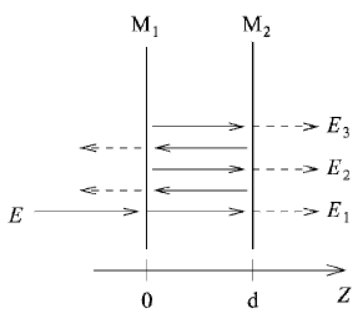 M₁ M₂
E₃
E₂
E E₁
0 d Z